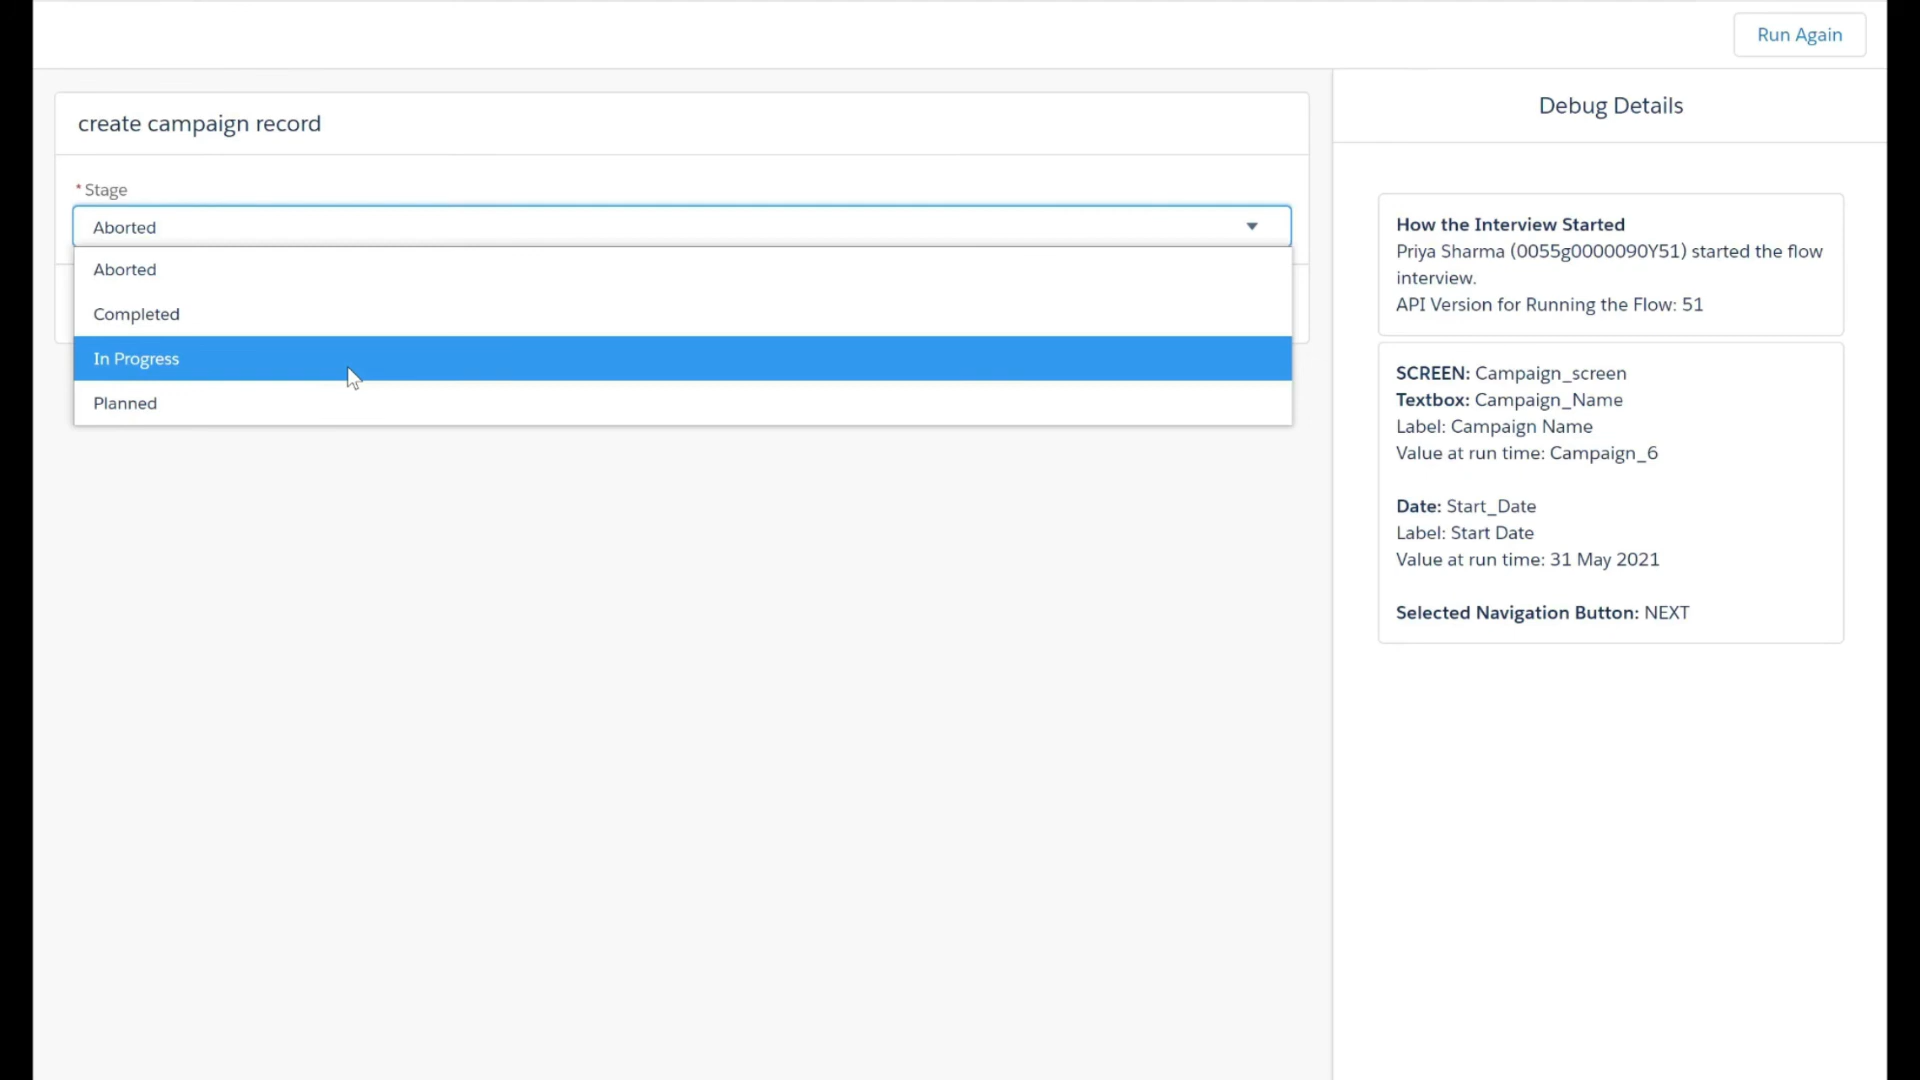 Run Again
create campaign record
* Stage
Aborted
Aborted
Completed
In Progress
Planned
Debug Details
How the Interview Started
Priya Sharma (0055g0000090Y51) started the flow
interview.
API Version for Running the Flow: 51
SCREEN: Campaign_screen
Textbox: Campaign_Name
Label: Campaign Name
Value at run time: Campaign_6
Date: Start_Date
Label: Start Date
Value at run time: 31 May 2021
Selected Navigation Button: NEXT